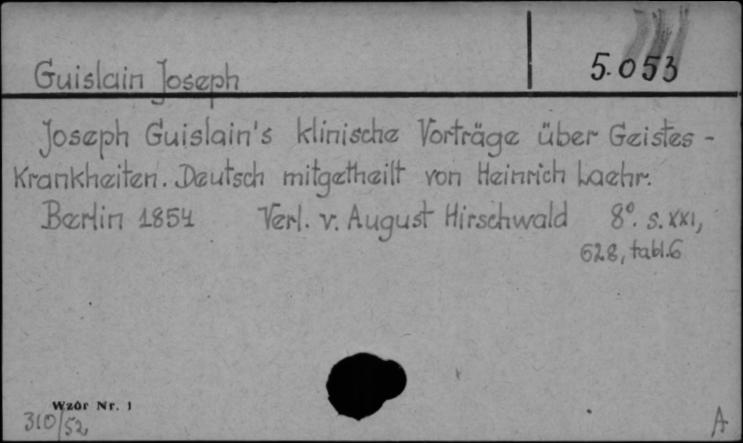 Guislain Joseph
5.053
Joseph Guislain's klinische Vorträge über Geistes-
Krankheiten. Deutsch mitgetheilt von Heinrich Laehr.
Berlin 1854 Verl. v. August Hirschwald 8º. s. XXI,
628, tabl. 6
Wzór Nr. 1
310/52
A